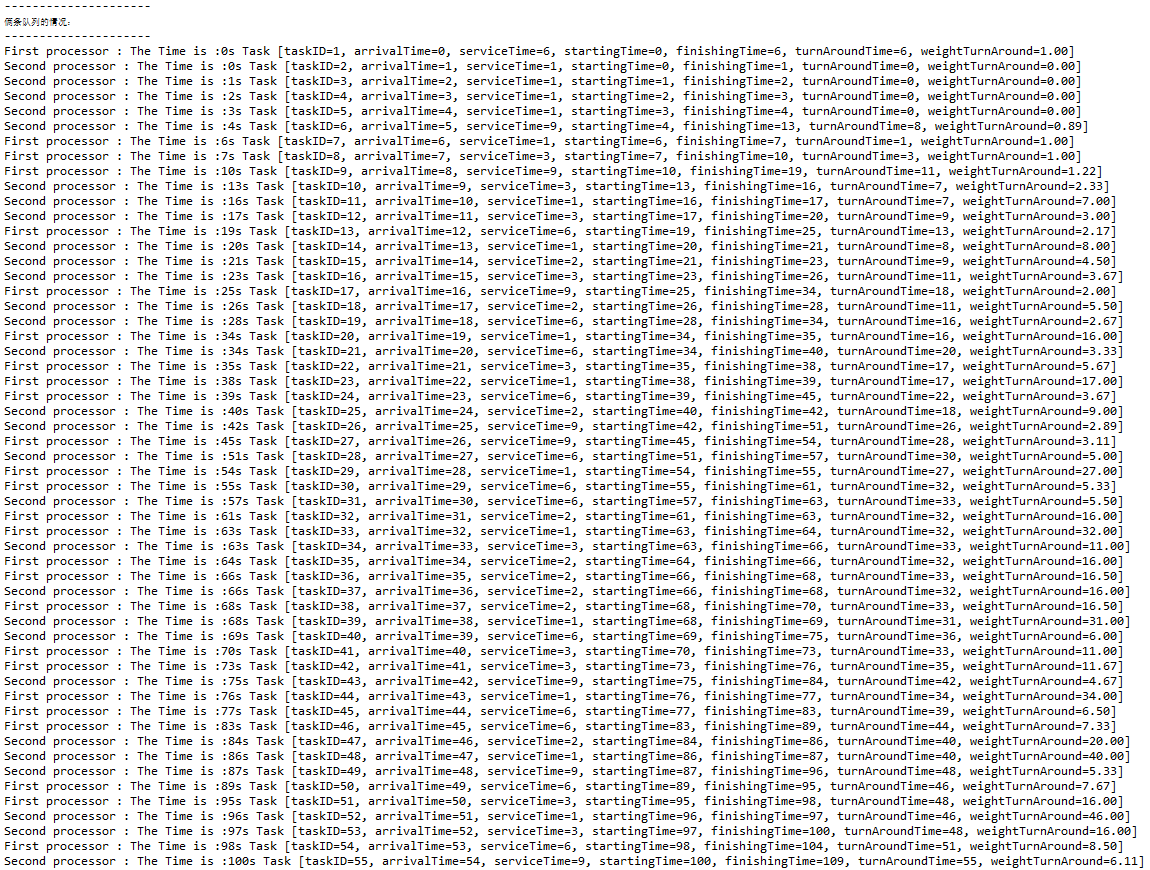 ---------------------
俩条队列的情况:
---------------------
First processor : The Time is :0s Task [taskID=1, arrivalTime=0, serviceTime=6, startingTime=0, finishingTime=6, turnAroundTime=6, weightTurnAround=1.00]
Second processor : The Time is :0s Task [taskID=2, arrivalTime=1, serviceTime=1, startingTime=0, finishingTime=1, turnAroundTime=0, weightTurnAround=0.00]
Second processor : The Time is :1s Task [taskID=3, arrivalTime=2, serviceTime=1, startingTime=1, finishingTime=2, turnAroundTime=0, weightTurnAround=0.00]
Second processor : The Time is :2s Task [taskID=4, arrivalTime=3, serviceTime=1, startingTime=2, finishingTime=3, turnAroundTime=0, weightTurnAround=0.00]
Second processor : The Time is :3s Task [taskID=5, arrivalTime=4, serviceTime=1, startingTime=3, finishingTime=4, turnAroundTime=0, weightTurnAround=0.00]
Second processor : The Time is :4s Task [taskID=6, arrivalTime=5, serviceTime=9, startingTime=4, finishingTime=13, turnAroundTime=8, weightTurnAround=0.89]
First processor : The Time is :6s Task [taskID=7, arrivalTime=6, serviceTime=1, startingTime=6, finishingTime=7, turnAroundTime=1, weightTurnAround=1.00]
First processor : The Time is :7s Task [taskID=8, arrivalTime=7, serviceTime=3, startingTime=7, finishingTime=10, turnAroundTime=3, weightTurnAround=1.00]
First processor : The Time is :10s Task [taskID=9, arrivalTime=8, serviceTime=9, startingTime=10, finishingTime=19, turnAroundTime=11, weightTurnAround=1.22]
Second processor : The Time is :13s Task [taskID=10, arrivalTime=9, serviceTime=3, startingTime=13, finishingTime=16, turnAroundTime=7, weightTurnAround=2.33]
Second processor : The Time is :16s Task [taskID=11, arrivalTime=10, serviceTime=1, startingTime=16, finishingTime=17, turnAroundTime=7, weightTurnAround=7.00]
Second processor : The Time is :17s Task [taskID=12, arrivalTime=11, serviceTime=3, startingTime=17, finishingTime=20, turnAroundTime=9, weightTurnAround=3.00]
First processor : The Time is :19s Task [taskID=13, arrivalTime=12, serviceTime=6, startingTime=19, finishingTime=25, turnAroundTime=13, weightTurnAround=2.17]
Second processor : The Time is :20s Task [taskID=14, arrivalTime=13, serviceTime=1, startingTime=20, finishingTime=21, turnAroundTime=8, weightTurnAround=8.00]
Second processor : The Time is :21s Task [taskID=15, arrivalTime=14, serviceTime=2, startingTime=21, finishingTime=23, turnAroundTime=9, weightTurnAround=4.50]
Second processor : The Time is :23s Task [taskID=16, arrivalTime=15, serviceTime=3, startingTime=23, finishingTime=26, turnAroundTime=11, weightTurnAround=3.67]
First processor : The Time is :25s Task [taskID=17, arrivalTime=16, serviceTime=9, startingTime=25, finishingTime=34, turnAroundTime=18, weightTurnAround=2.00]
Second processor : The Time is :26s Task [taskID=18, arrivalTime=17, serviceTime=2, startingTime=26, finishingTime=28, turnAroundTime=11, weightTurnAround=5.50]
Second processor : The Time is :28s Task [taskID=19, arrivalTime=18, serviceTime=6, startingTime=28, finishingTime=34, turnAroundTime=16, weightTurnAround=2.67]
First processor : The Time is :34s Task [taskID=20, arrivalTime=19, serviceTime=1, startingTime=34, finishingTime=35, turnAroundTime=16, weightTurnAround=16.00]
Second processor : The Time is :34s Task [taskID=21, arrivalTime=20, serviceTime=6, startingTime=34, finishingTime=40, turnAroundTime=20, weightTurnAround=3.33]
First processor : The Time is :35s Task [taskID=22, arrivalTime=21, serviceTime=3, startingTime=35, finishingTime=38, turnAroundTime=17, weightTurnAround=5.67]
First processor : The Time is :38s Task [taskID=23, arrivalTime=22, serviceTime=1, startingTime=38, finishingTime=39, turnAroundTime=17, weightTurnAround=17.00]
First processor : The Time is :39s Task [taskID=24, arrivalTime=23, serviceTime=6, startingTime=39, finishingTime=45, turnAroundTime=22, weightTurnAround=3.67]
Second processor : The Time is :40s Task [taskID=25, arrivalTime=24, serviceTime=2, startingTime=40, finishingTime=42, turnAroundTime=18, weightTurnAround=9.00]
Second processor : The Time is :42s Task [taskID=26, arrivalTime=25, serviceTime=9, startingTime=42, finishingTime=51, turnAroundTime=26, weightTurnAround=2.89]
First processor : The Time is :45s Task [taskID=27, arrivalTime=26, serviceTime=9, startingTime=45, finishingTime=54, turnAroundTime=28, weightTurnAround=3.11]
Second processor : The Time is :51s Task [taskID=28, arrivalTime=27, serviceTime=6, startingTime=51, finishingTime=57, turnAroundTime=30, weightTurnAround=5.00]
First processor : The Time is :54s Task [taskID=29, arrivalTime=28, serviceTime=1, startingTime=54, finishingTime=55, turnAroundTime=27, weightTurnAround=27.00]
First processor : The Time is :55s Task [taskID=30, arrivalTime=29, serviceTime=6, startingTime=55, finishingTime=61, turnAroundTime=32, weightTurnAround=5.33]
Second processor : The Time is :57s Task [taskID=31, arrivalTime=30, serviceTime=6, startingTime=57, finishingTime=63, turnAroundTime=33, weightTurnAround=5.50]
First processor : The Time is :61s Task [taskID=32, arrivalTime=31, serviceTime=2, startingTime=61, finishingTime=63, turnAroundTime=32, weightTurnAround=16.00]
First processor : The Time is :63s Task [taskID=33, arrivalTime=32, serviceTime=1, startingTime=63, finishingTime=64, turnAroundTime=32, weightTurnAround=32.00]
Second processor : The Time is :63s Task [taskID=34, arrivalTime=33, serviceTime=3, startingTime=63, finishingTime=66, turnAroundTime=33, weightTurnAround=11.00]
First processor : The Time is :64s Task [taskID=35, arrivalTime=34, serviceTime=2, startingTime=64, finishingTime=66, turnAroundTime=32, weightTurnAround=16.00]
First processor : The Time is :66s Task [taskID=36, arrivalTime=35, serviceTime=2, startingTime=66, finishingTime=68, turnAroundTime=33, weightTurnAround=16.50]
Second processor : The Time is :66s Task [taskID=37, arrivalTime=36, serviceTime=2, startingTime=66, finishingTime=68, turnAroundTime=32, weightTurnAround=16.00]
First processor : The Time is :68s Task [taskID=38, arrivalTime=37, serviceTime=2, startingTime=68, finishingTime=70, turnAroundTime=33, weightTurnAround=16.50]
Second processor : The Time is :68s Task [taskID=39, arrivalTime=38, serviceTime=1, startingTime=68, finishingTime=69, turnAroundTime=31, weightTurnAround=31.00]
Second processor : The Time is :69s Task [taskID=40, arrivalTime=39, serviceTime=6, startingTime=69, finishingTime=75, turnAroundTime=36, weightTurnAround=6.00]
First processor : The Time is :70s Task [taskID=41, arrivalTime=40, serviceTime=3, startingTime=70, finishingTime=73, turnAroundTime=33, weightTurnAround=11.00]
First processor : The Time is :73s Task [taskID=42, arrivalTime=41, serviceTime=3, startingTime=73, finishingTime=76, turnAroundTime=35, weightTurnAround=11.67]
Second processor : The Time is :75s Task [taskID=43, arrivalTime=42, serviceTime=9, startingTime=75, finishingTime=84, turnAroundTime=42, weightTurnAround=4.67]
First processor : The Time is :76s Task [taskID=44, arrivalTime=43, serviceTime=1, startingTime=76, finishingTime=77, turnAroundTime=34, weightTurnAround=34.00]
First processor : The Time is :77s Task [taskID=45, arrivalTime=44, serviceTime=6, startingTime=77, finishingTime=83, turnAroundTime=39, weightTurnAround=6.50]
First processor : The Time is :83s Task [taskID=46, arrivalTime=45, serviceTime=6, startingTime=83, finishingTime=89, turnAroundTime=44, weightTurnAround=7.33]
Second processor : The Time is :84s Task [taskID=47, arrivalTime=46, serviceTime=2, startingTime=84, finishingTime=86, turnAroundTime=40, weightTurnAround=20.00]
Second processor : The Time is :86s Task [taskID=48, arrivalTime=47, serviceTime=1, startingTime=86, finishingTime=87, turnAroundTime=40, weightTurnAround=40.00]
Second processor : The Time is :87s Task [taskID=49, arrivalTime=48, serviceTime=9, startingTime=87, finishingTime=96, turnAroundTime=48, weightTurnAround=5.33]
First processor : The Time is :89s Task [taskID=50, arrivalTime=49, serviceTime=6, startingTime=89, finishingTime=95, turnAroundTime=46, weightTurnAround=7.67]
First processor : The Time is :95s Task [taskID=51, arrivalTime=50, serviceTime=3, startingTime=95, finishingTime=98, turnAroundTime=48, weightTurnAround=16.00]
Second processor : The Time is :96s Task [taskID=52, arrivalTime=51, serviceTime=1, startingTime=96, finishingTime=97, turnAroundTime=46, weightTurnAround=46.00]
Second processor : The Time is :97s Task [taskID=53, arrivalTime=52, serviceTime=3, startingTime=97, finishingTime=100, turnAroundTime=48, weightTurnAround=16.00]
First processor : The Time is :98s Task [taskID=54, arrivalTime=53, serviceTime=6, startingTime=98, finishingTime=104, turnAroundTime=51, weightTurnAround=8.50]
Second processor : The Time is :100s Task [taskID=55, arrivalTime=54, serviceTime=9, startingTime=100, finishingTime=109, turnAroundTime=55, weightTurnAround=6.11]